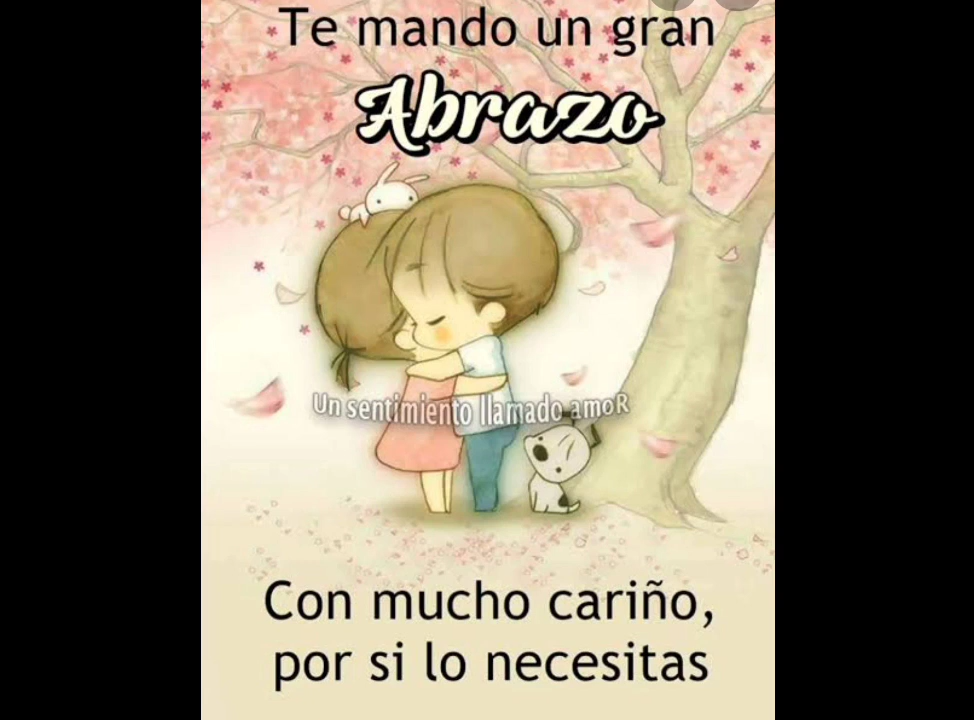 Te mando un gran
Abrazo
Un sentimiento llamado amoR
Con mucho cariño,
por si lo necesitas